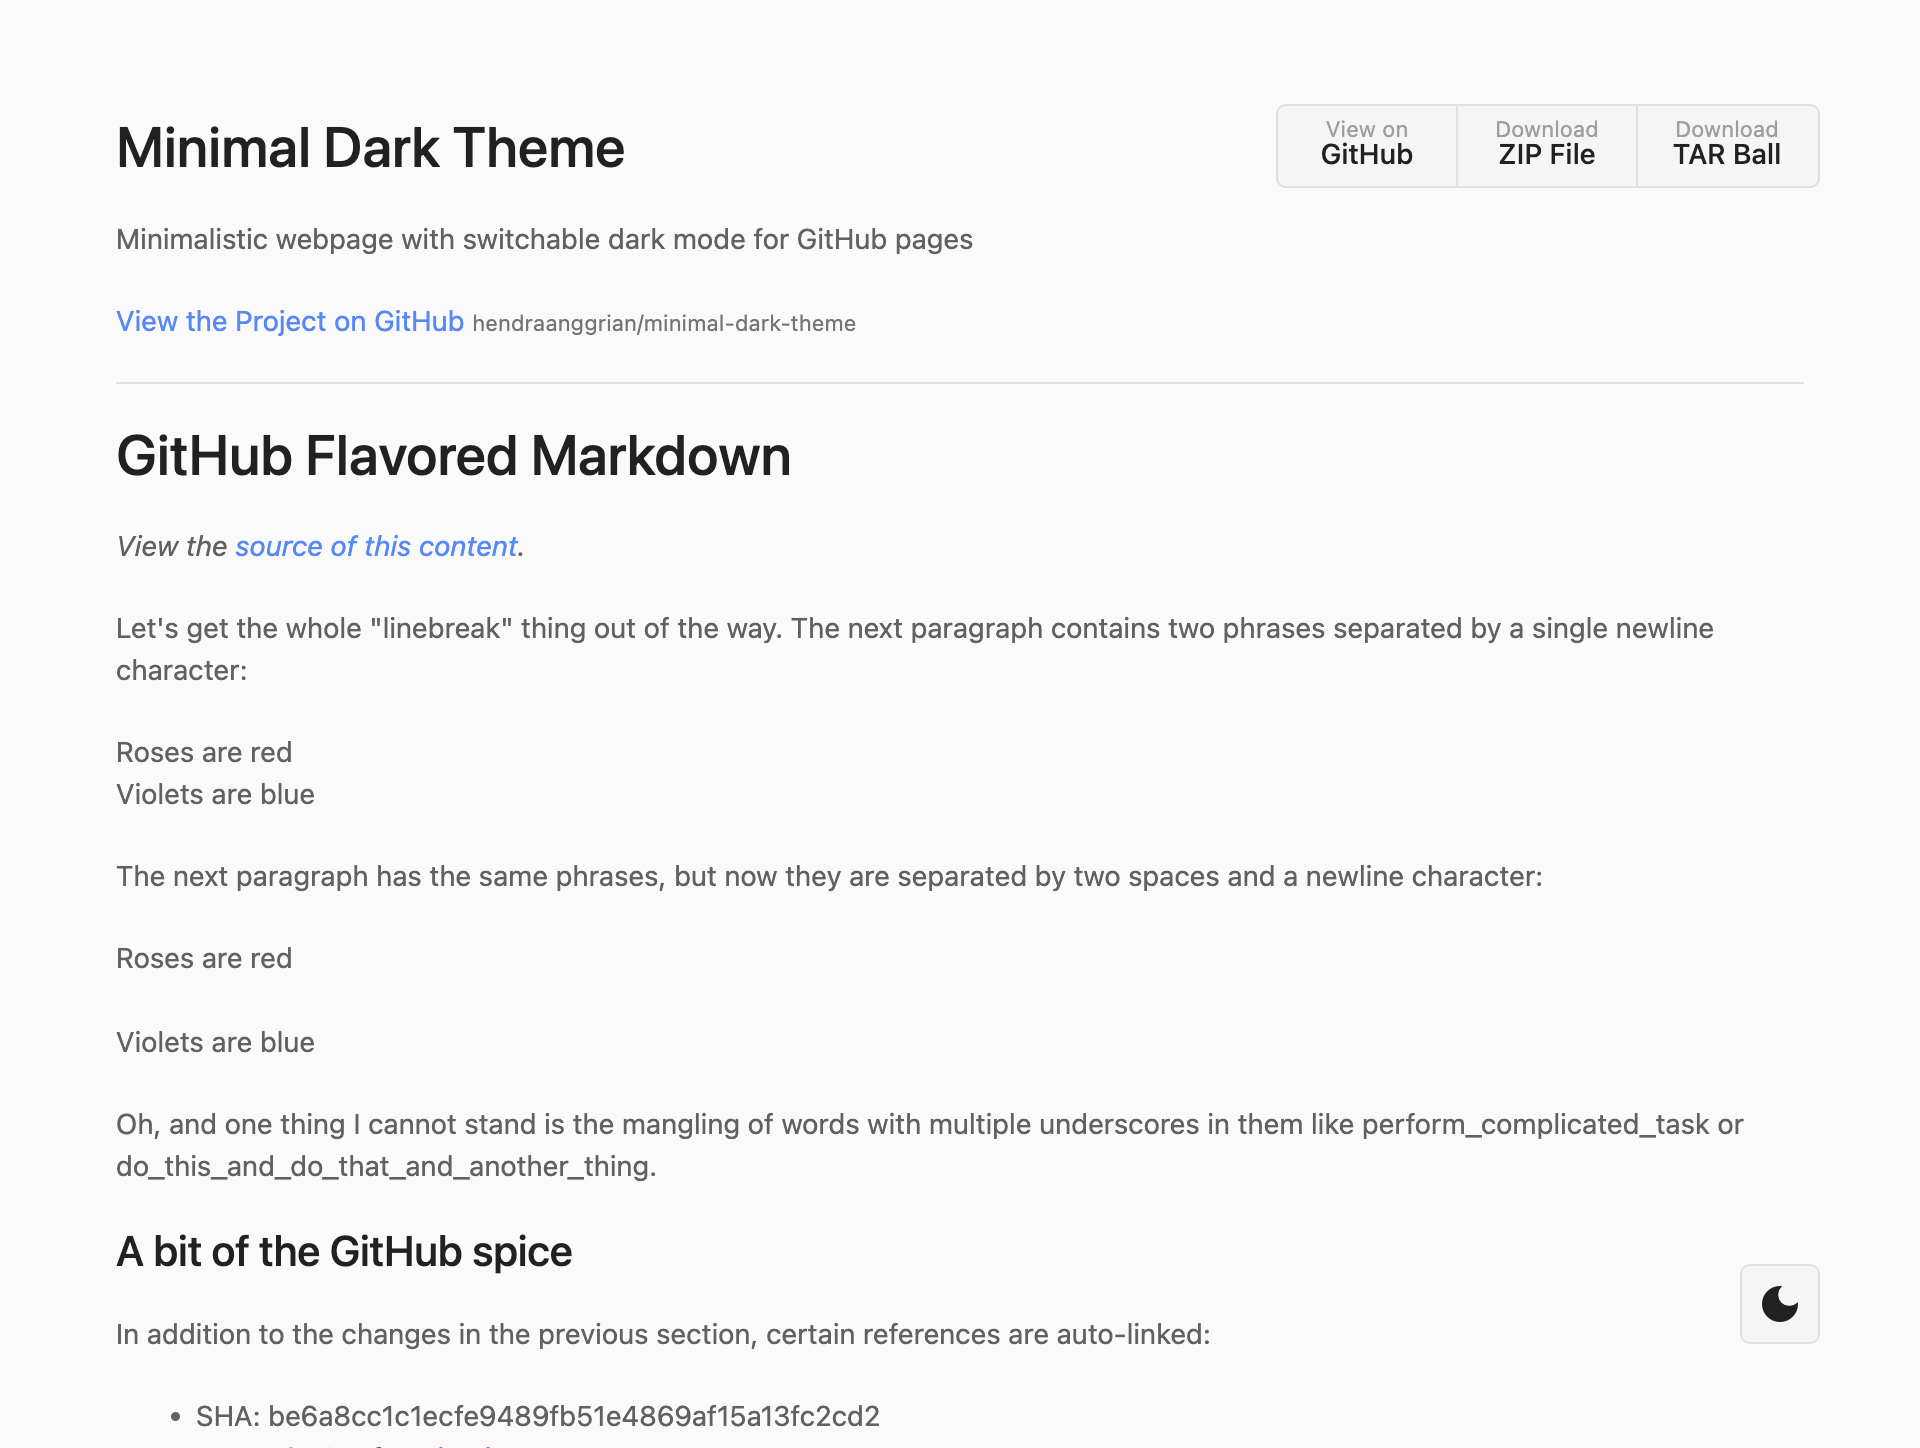 Minimal Dark Theme
View on
GitHub
Download
ZIP File
Download
TAR Ball
Minimalistic webpage with switchable dark mode for GitHub pages
View the Project on GitHub hendraanggrian/minimal-dark-theme
GitHub Flavored Markdown
View the source of this content.
Let's get the whole "linebreak" thing out of the way. The next paragraph contains two phrases separated by a single newline
character:
Roses are red
Violets are blue
The next paragraph has the same phrases, but now they are separated by two spaces and a newline character:
Roses are red
Violets are blue
Oh, and one thing I cannot stand is the mangling of words with multiple underscores in them like perform_complicated_task or
do_this_and_do_that_and_another_thing.
A bit of the GitHub spice
In addition to the changes in the previous section, certain references are auto-linked:
• SHA: be6a8cc1c1ecfe9489fb51e4869af15a13fc2cd2